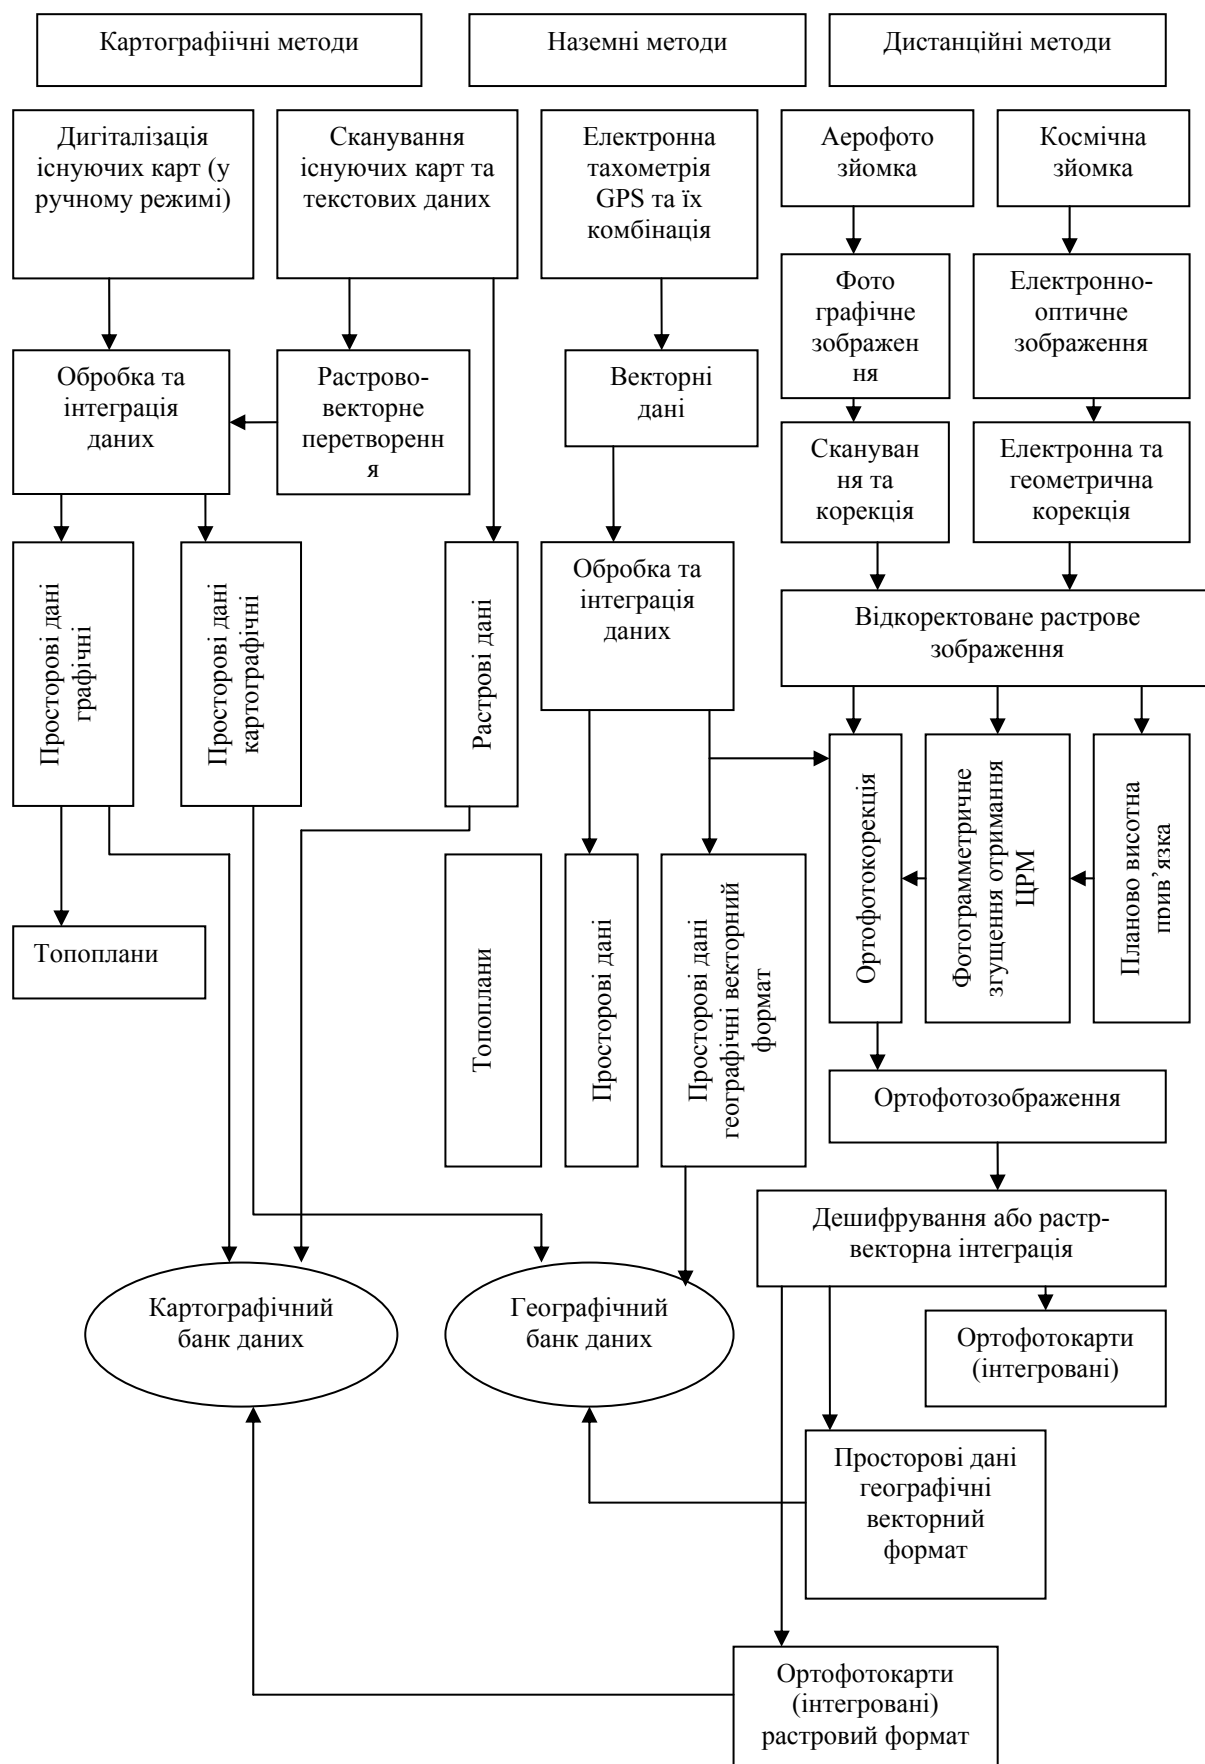 Картографіічні методи
Наземні методи
Дистанційні методи
Дигіталізація
існуючих карт (у
ручному режимі)
Сканування
існуючих карт та
текстових даних
Електронна
тахометрія
GPS та їх
комбінація
Аерофото
зйомка
Космічна
зйомка
Фото
графічне
зображен
ня
Електронно-
оптичне
зображення
Обробка та
інтеграція
даних
Растрово-
векторне
перетворенн
я
Векторні
дані
Скануван
ня та
корекція
Електронна та
геометрична
корекція
Просторові дані
графічні
Просторові дані
картографічні
Растрові дані
Обробка та
інтеграція
даних
Відкоректоване растрове
зображення
Ортофотокорекція
Фотограмметричне
згущення отримання
ЦРМ
Планово висотна
прив’язка
Топоплани
Топоплани
Просторові дані
Просторові дані
географічні векторний
формат
Ортофотозображення
Дешифрування або растр-
векторна інтеграція
Картографічний
банк даних
Географічний
банк даних
Ортофотокарти
(інтегровані)
Просторові дані
географічні
векторний
формат
Ортофотокарти
(інтегровані)
растровий формат